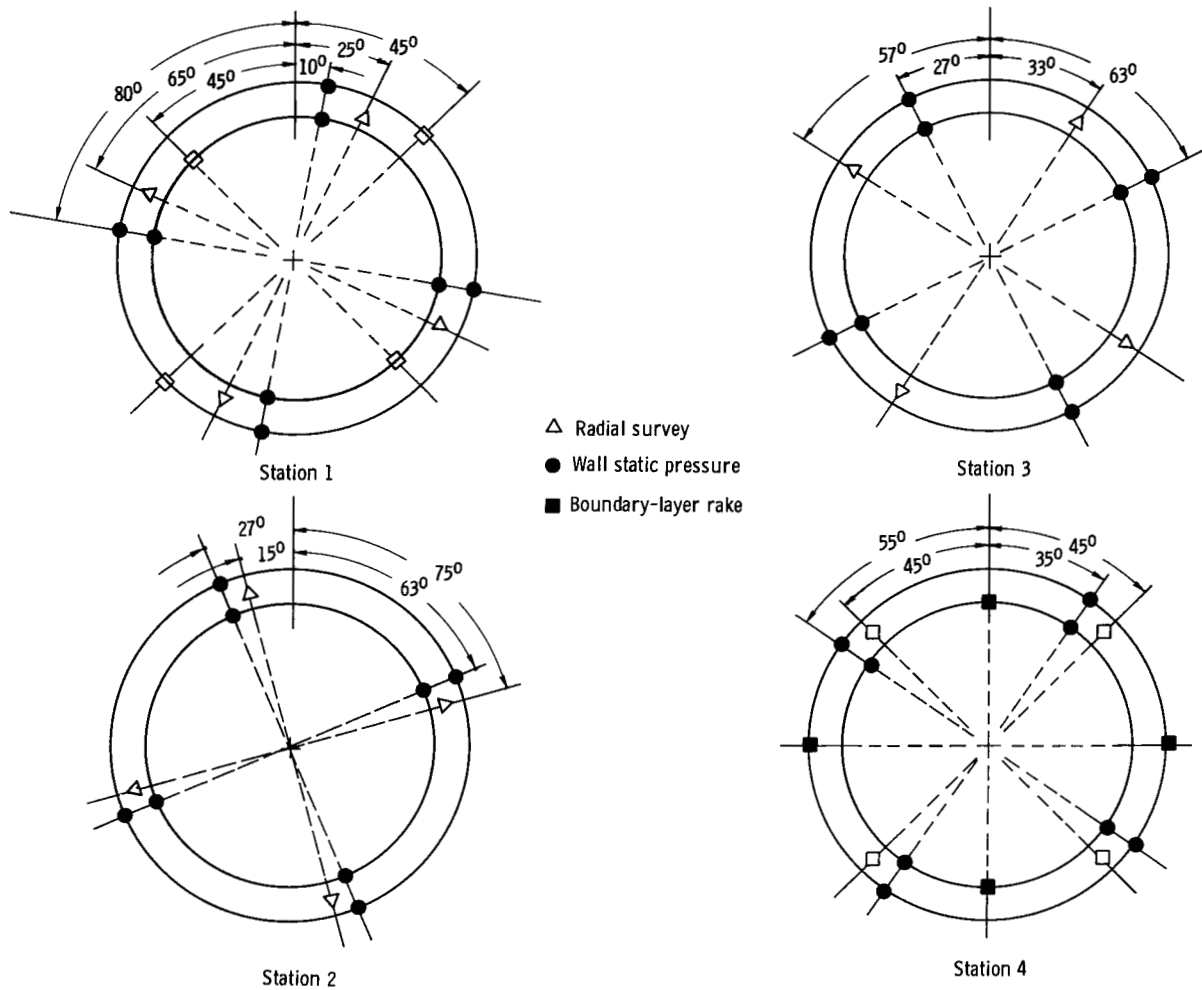 80⁰ 65⁰ 45⁰ 10⁰ 25⁰ 45⁰
Station 1
57⁰ 27⁰ 33⁰ 63⁰
Station 3
Radial survey
Wall static pressure
Boundary-layer rake
27⁰
15⁰
63⁰ 75⁰
Station 2
55⁰ 45⁰ 35⁰ 45⁰
Station 4